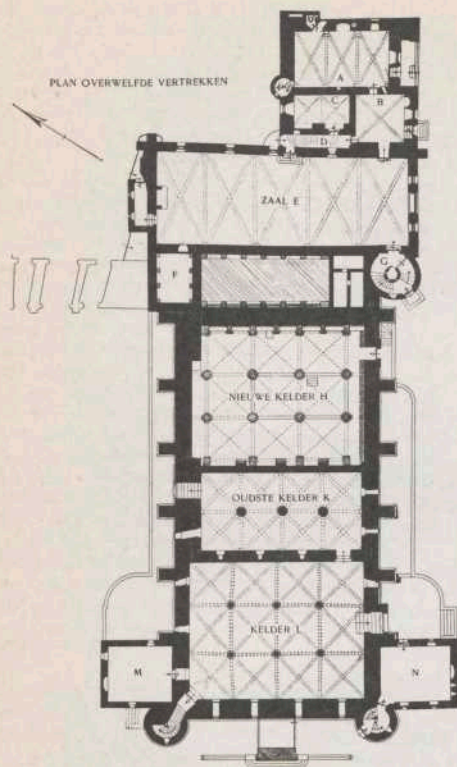 PLAN OVERWELFDE VERTREKKEN
A
B
C
D
ZAAL E
F
G
NIEUWE KELDER H
OUDSTE KELDER K
KELDER L
M
N